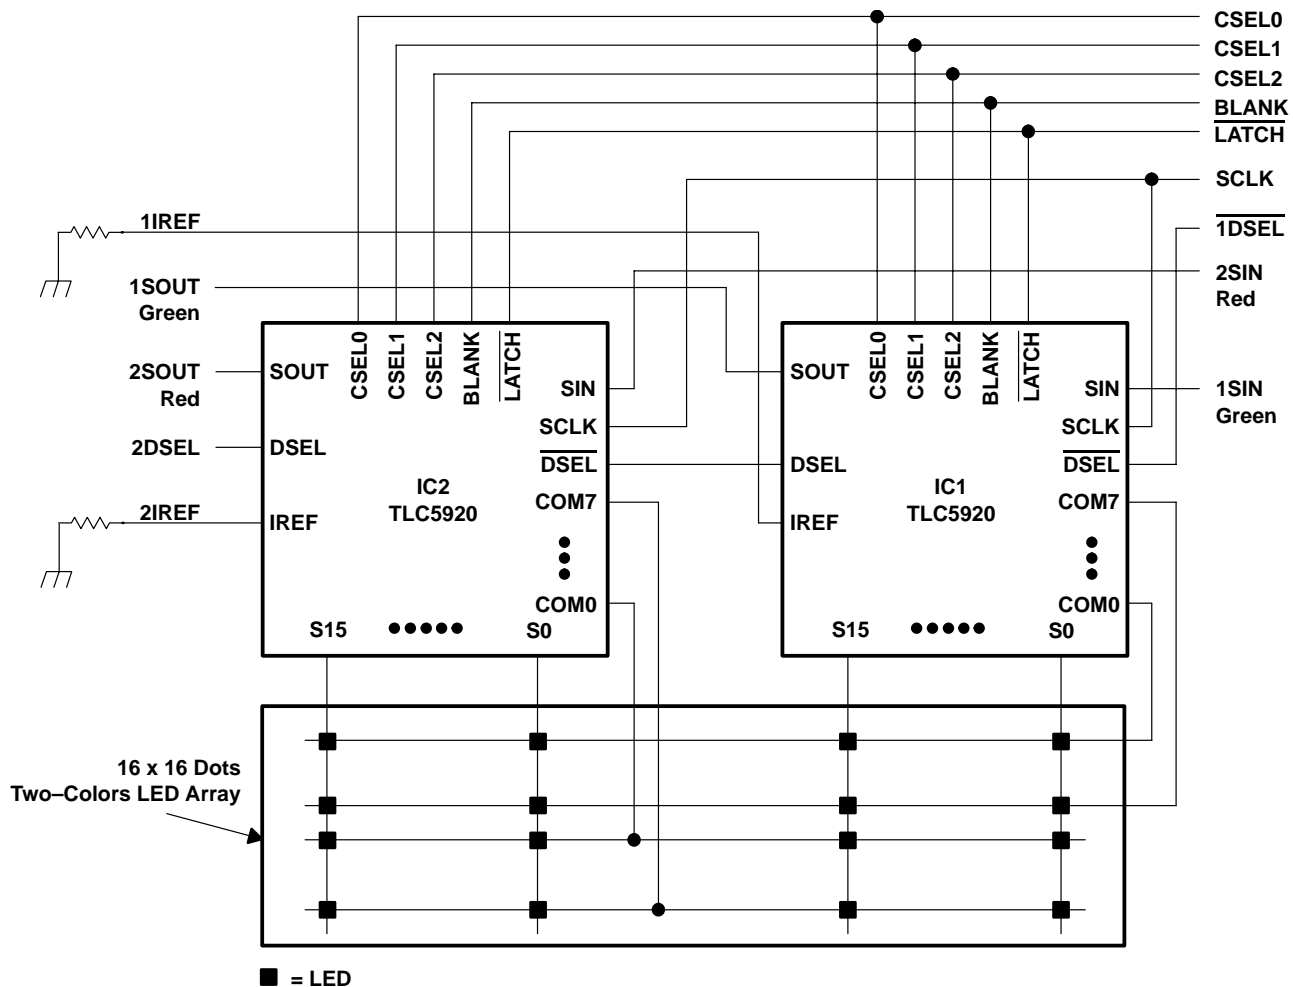 CSEL0
CSEL1
CSEL2
BLANK
LATCH
SCLK
1IREF
1DSEL
2SIN
Red
1SOUT
Green
SOUT
CSEL0
CSEL1
CSEL2
BLANK
LATCH
SIN
SCLK
DSEL
COM7
COM0
2SOUT
Red
2DSEL
DSEL
2IREF
IREF
IC2
TLC5920
S15
S0
SOUT
CSEL0
CSEL1
CSEL2
BLANK
LATCH
SIN
SCLK
DSEL
COM7
COM0
DSEL
IREF
IC1
TLC5920
S15
S0
1SIN
Green
16 x 16 Dots
Two–Colors LED Array
= LED